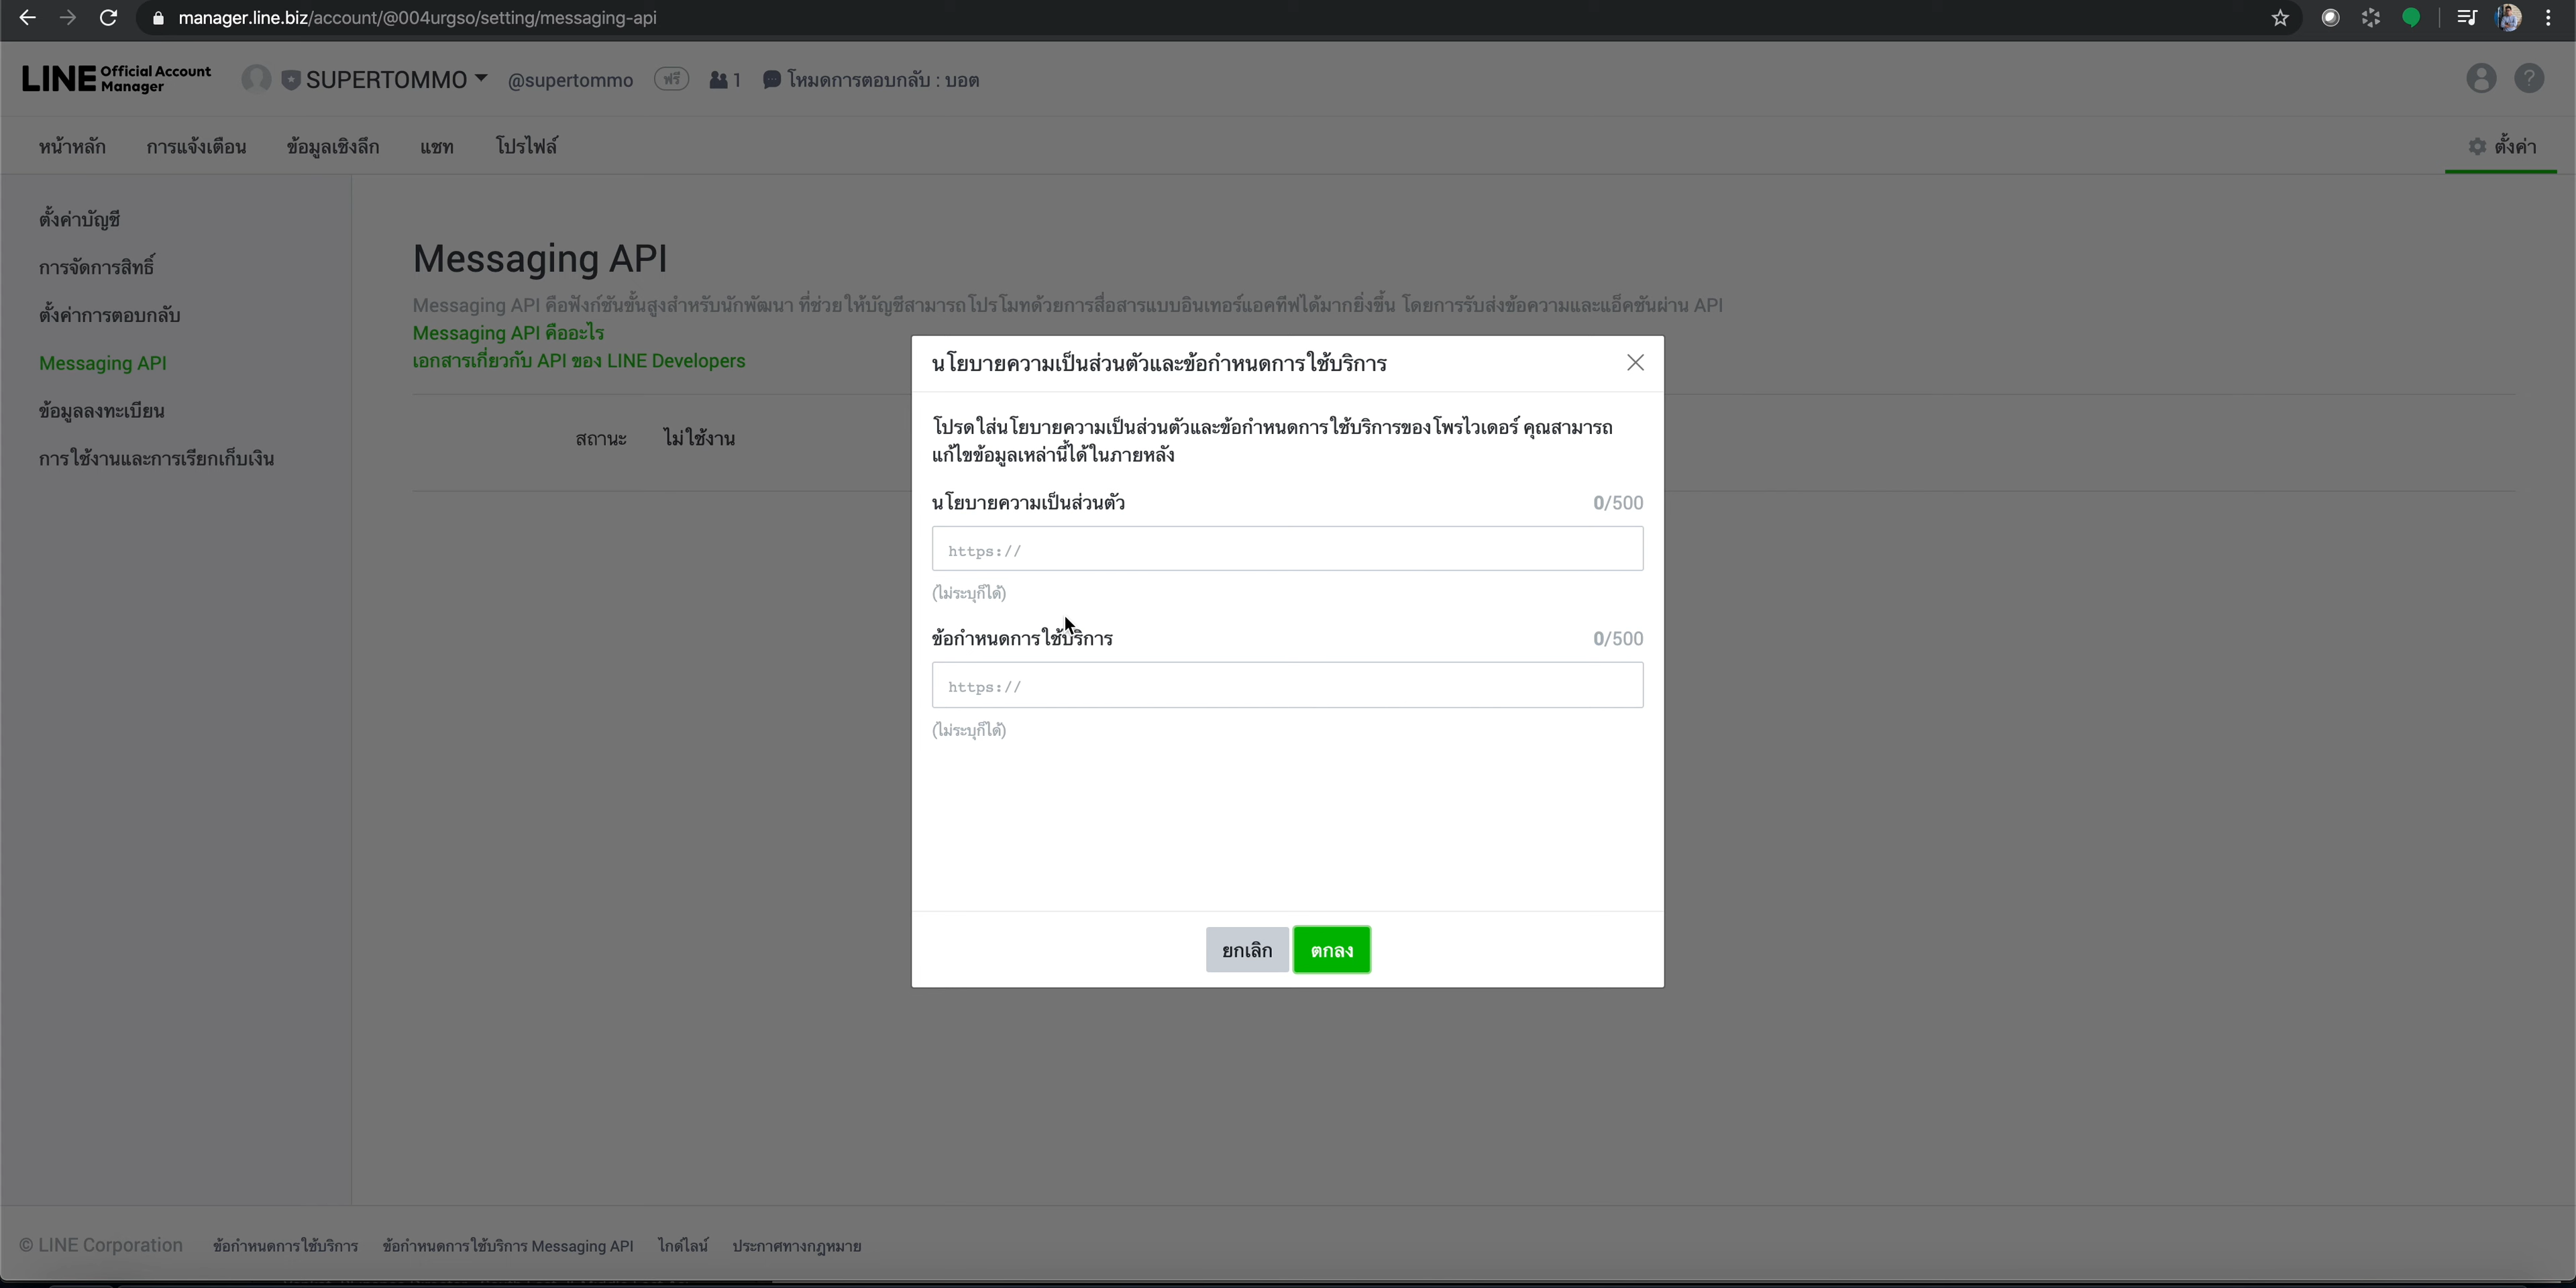 manager.line.biz/account/@004urgso/setting/messaging-api
LINE Official Account Manager
SUPERTOMMO @supertommo ฟรี 1 โหมดการตอบกลับ : บอต
หน้าหลัก การแจ้งเตือน ข้อมูลเชิงลึก แชท โปรไฟล์ ตั้งค่า
ตั้งค่าบัญชี
การจัดการสิทธิ์
ตั้งค่าการตอบกลับ
Messaging API
ข้อมูลลงทะเบียน
การใช้งานและการเรียกเก็บเงิน
Messaging API
Messaging API คือฟังก์ชันขั้นสูงสำหรับนักพัฒนา ที่ช่วยให้บัญชีสามารถโปรโมทด้วยการสื่อสารแบบอินเทอร์แอคทีฟได้มากยิ่งขึ้น โดยการรับส่งข้อความและแอ็คชันผ่าน API
Messaging API คืออะไร
เอกสารเกี่ยวกับ API ของ LINE Developers
สถานะ ไม่ใช้งาน
นโยบายความเป็นส่วนตัวและข้อกำหนดการใช้บริการ
โปรดใส่นโยบายความเป็นส่วนตัวและข้อกำหนดการใช้บริการของโพรไวเดอร์ คุณสามารถ
แก้ไขข้อมูลเหล่านี้ได้ในภายหลัง
นโยบายความเป็นส่วนตัว 0/500
https://
(ไม่ระบุก็ได้)
ข้อกำหนดการใช้บริการ 0/500
https://
(ไม่ระบุก็ได้)
ยกเลิก ตกลง
© LINE Corporation ข้อกำหนดการใช้บริการ ข้อกำหนดการใช้บริการ Messaging API ไกด์ไลน์ ประกาศทางกฎหมาย